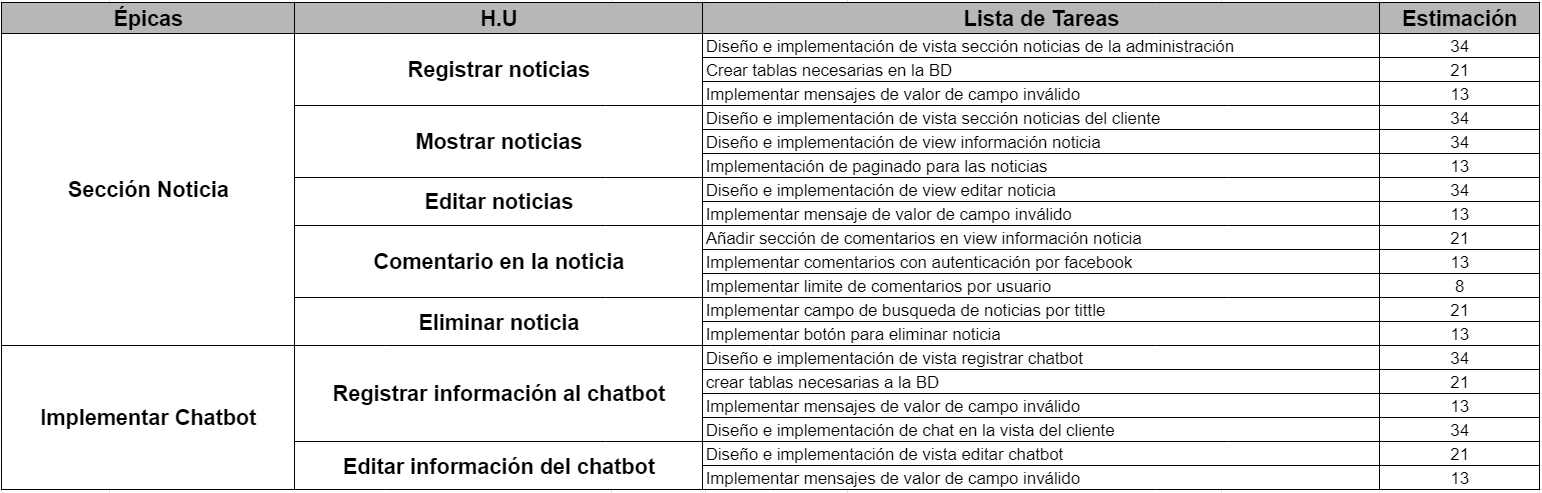 Épicas H.U Lista de Tareas Estimación
Sección Noticia
Registrar noticias
Diseño e implementación de vista sección noticias de la administración 34
Crear tablas necesarias en la BD 21
Implementar mensajes de valor de campo inválido 13
Mostrar noticias
Diseño e implementación de vista sección noticias del cliente 34
Diseño e implementación de view información noticia 34
Implementación de paginado para las noticias 13
Editar noticias
Diseño e implementación de view editar noticia 34
Implementar mensaje de valor de campo inválido 13
Comentario en la noticia
Añadir sección de comentarios en view información noticia 21
Implementar comentarios con autenticación por facebook 13
Implementar limite de comentarios por usuario 8
Eliminar noticia
Implementar campo de busqueda de noticias por tittle 21
Implementar botón para eliminar noticia 13
Implementar Chatbot
Registrar información al chatbot
Diseño e implementación de vista registrar chatbot 34
crear tablas necesarias a la BD 21
Implementar mensajes de valor de campo inválido 13
Diseño e implementación de chat en la vista del cliente 34
Editar información del chatbot
Diseño e implementación de vista editar chatbot 21
Implementar mensajes de valor de campo inválido 13